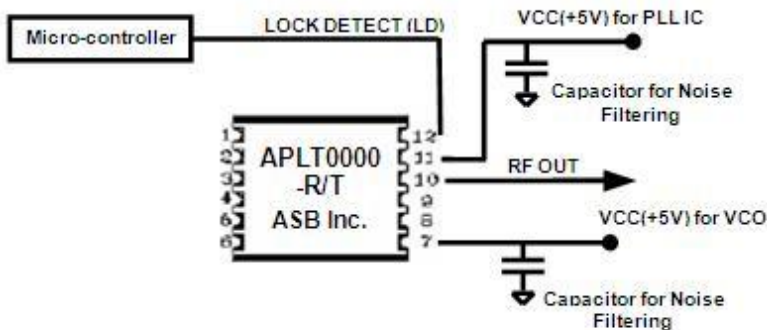 Micro-controller
LOCK DETECT (LD)
VCC(+5V) for PLL IC
Capacitor for Noise
Filtering
1
2
3
4
5
6
APLT0000
-R/T
ASB Inc.
12
11
10
9
8
7
RF OUT
VCC(+5V) for VCO
Capacitor for Noise
Filtering